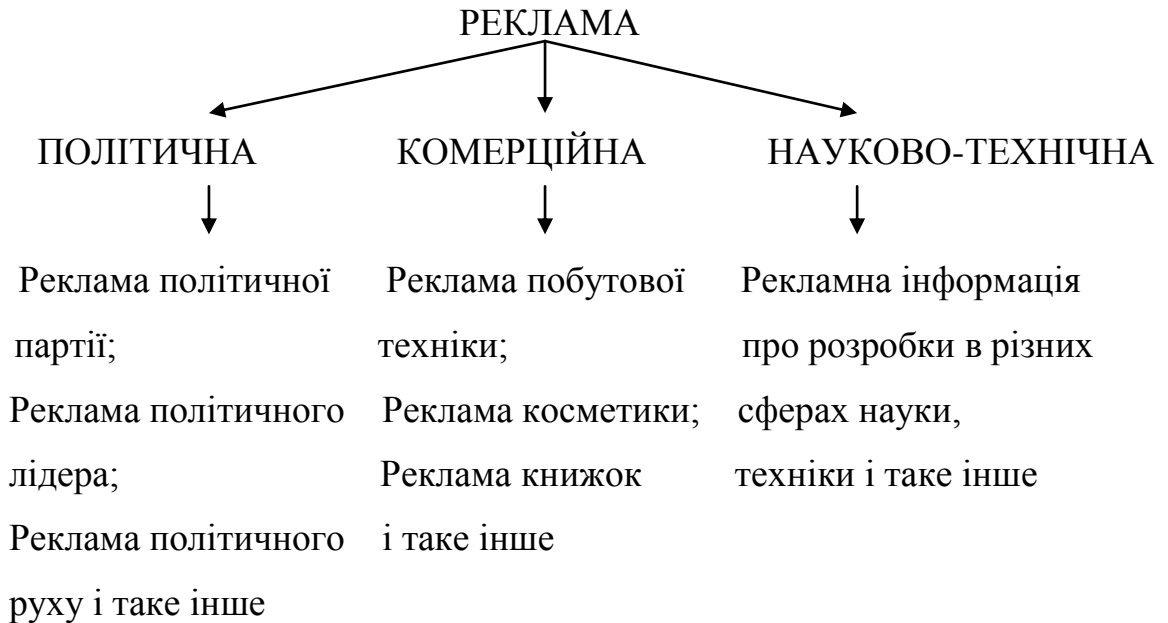 РЕКЛАМА
ПОЛІТИЧНА
КОМЕРЦІЙНА
НАУКОВО-ТЕХНІЧНА
Реклама політичної
партії;
Реклама політичного
лідера;
Реклама політичного
руху і таке інше
Реклама побутової
техніки;
Реклама косметики;
Реклама книжок
і таке інше
Рекламна інформація
про розробки в різних
сферах науки,
техніки і таке інше